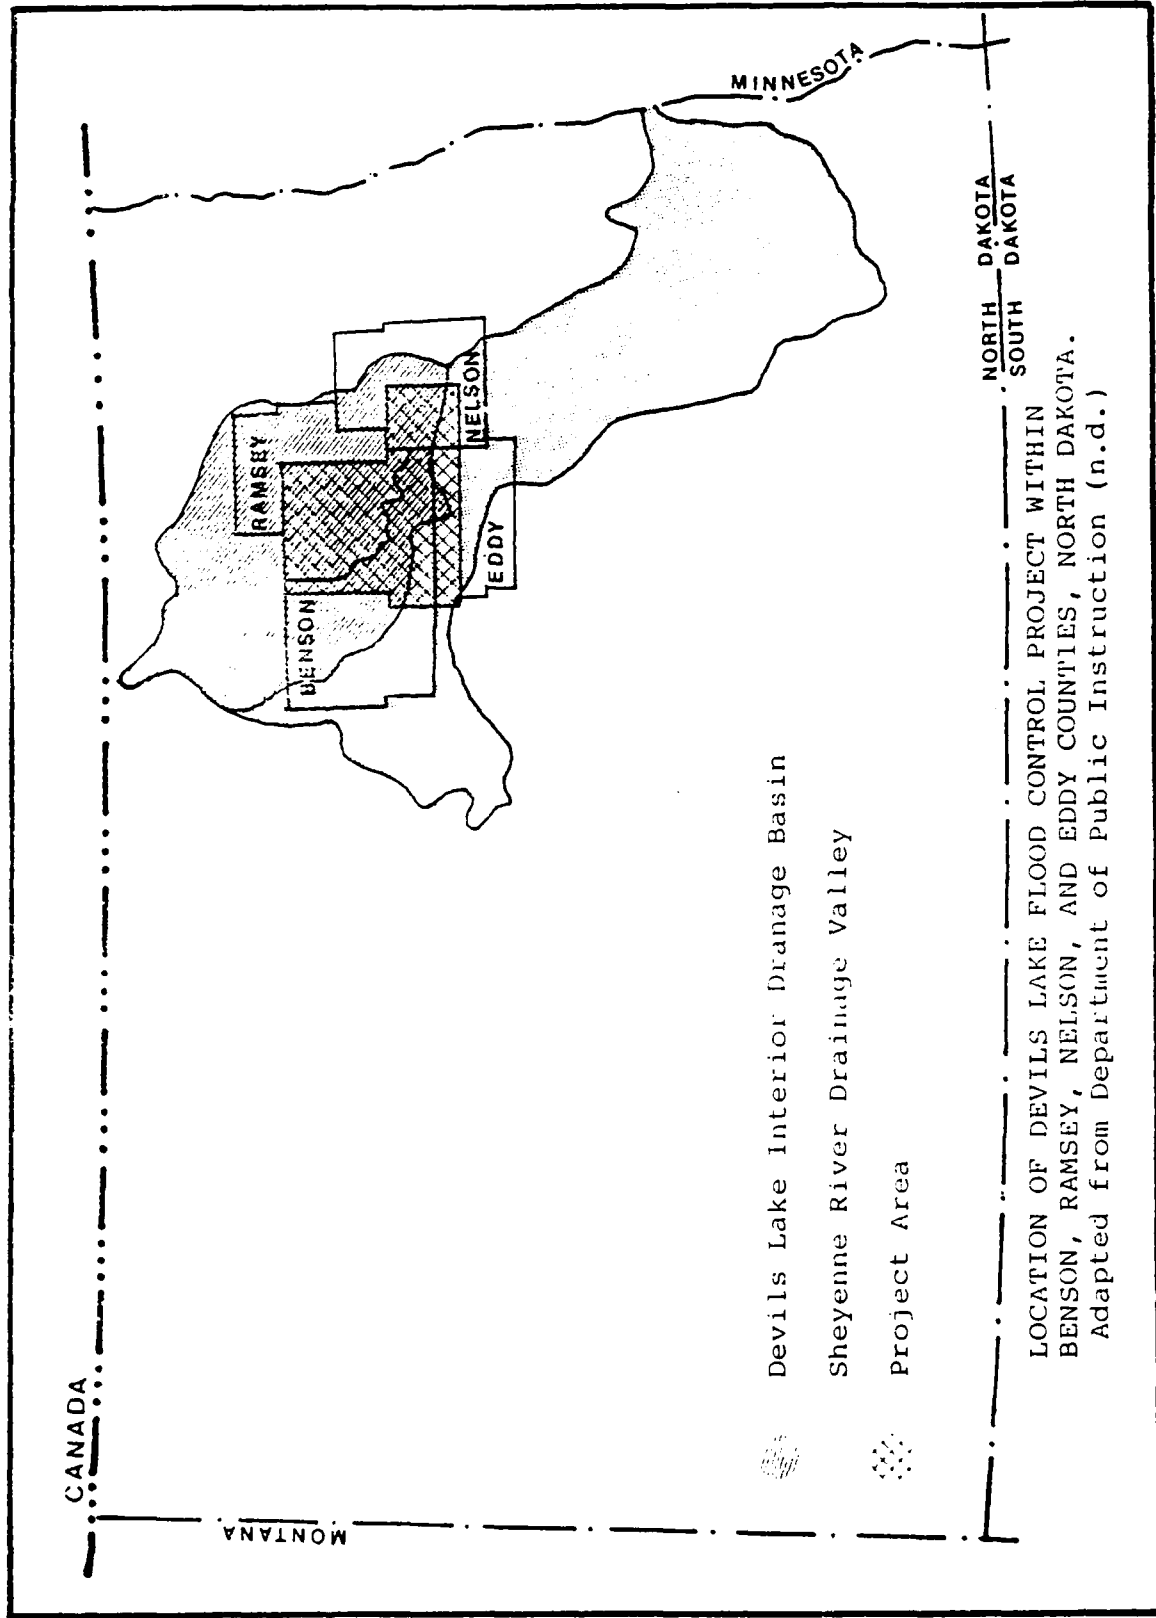 CANADA
MONTANA
MINNESOTA
RAMSEY
BENSON
NELSON
EDDY
NORTH DAKOTA
SOUTH DAKOTA
Devils Lake Interior Dranage Basin
Sheyenne River Drainage Valley
Project Area
LOCATION OF DEVILS LAKE FLOOD CONTROL PROJECT WITHIN
BENSON, RAMSEY, NELSON, AND EDDY COUNTIES, NORTH DAKOTA.
Adapted from Department of Public Instruction (n.d.)